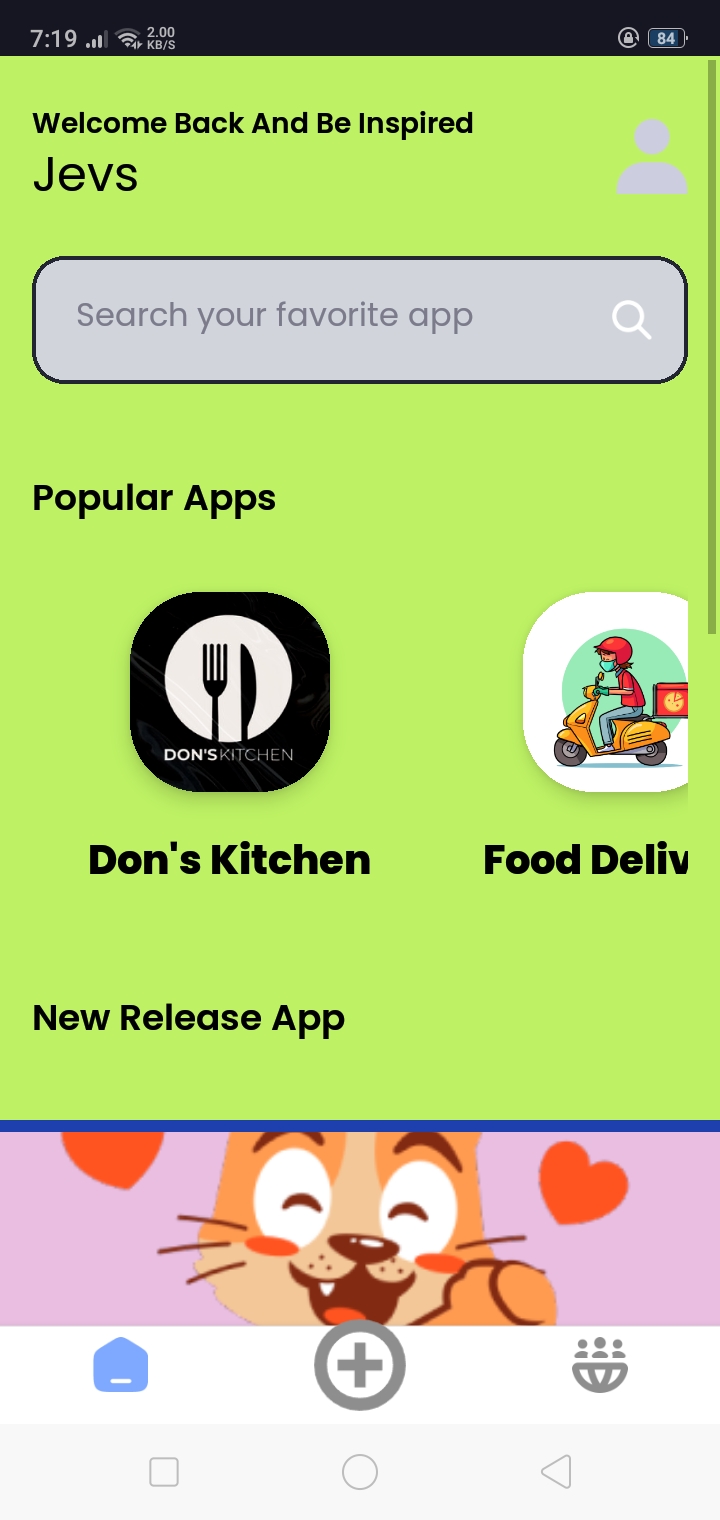 7:19 2.00 KB/S 84
Welcome Back And Be Inspired
Jevs
Search your favorite app
Popular Apps
DON'S KITCHEN
Don's Kitchen
Food Deliv
New Release App